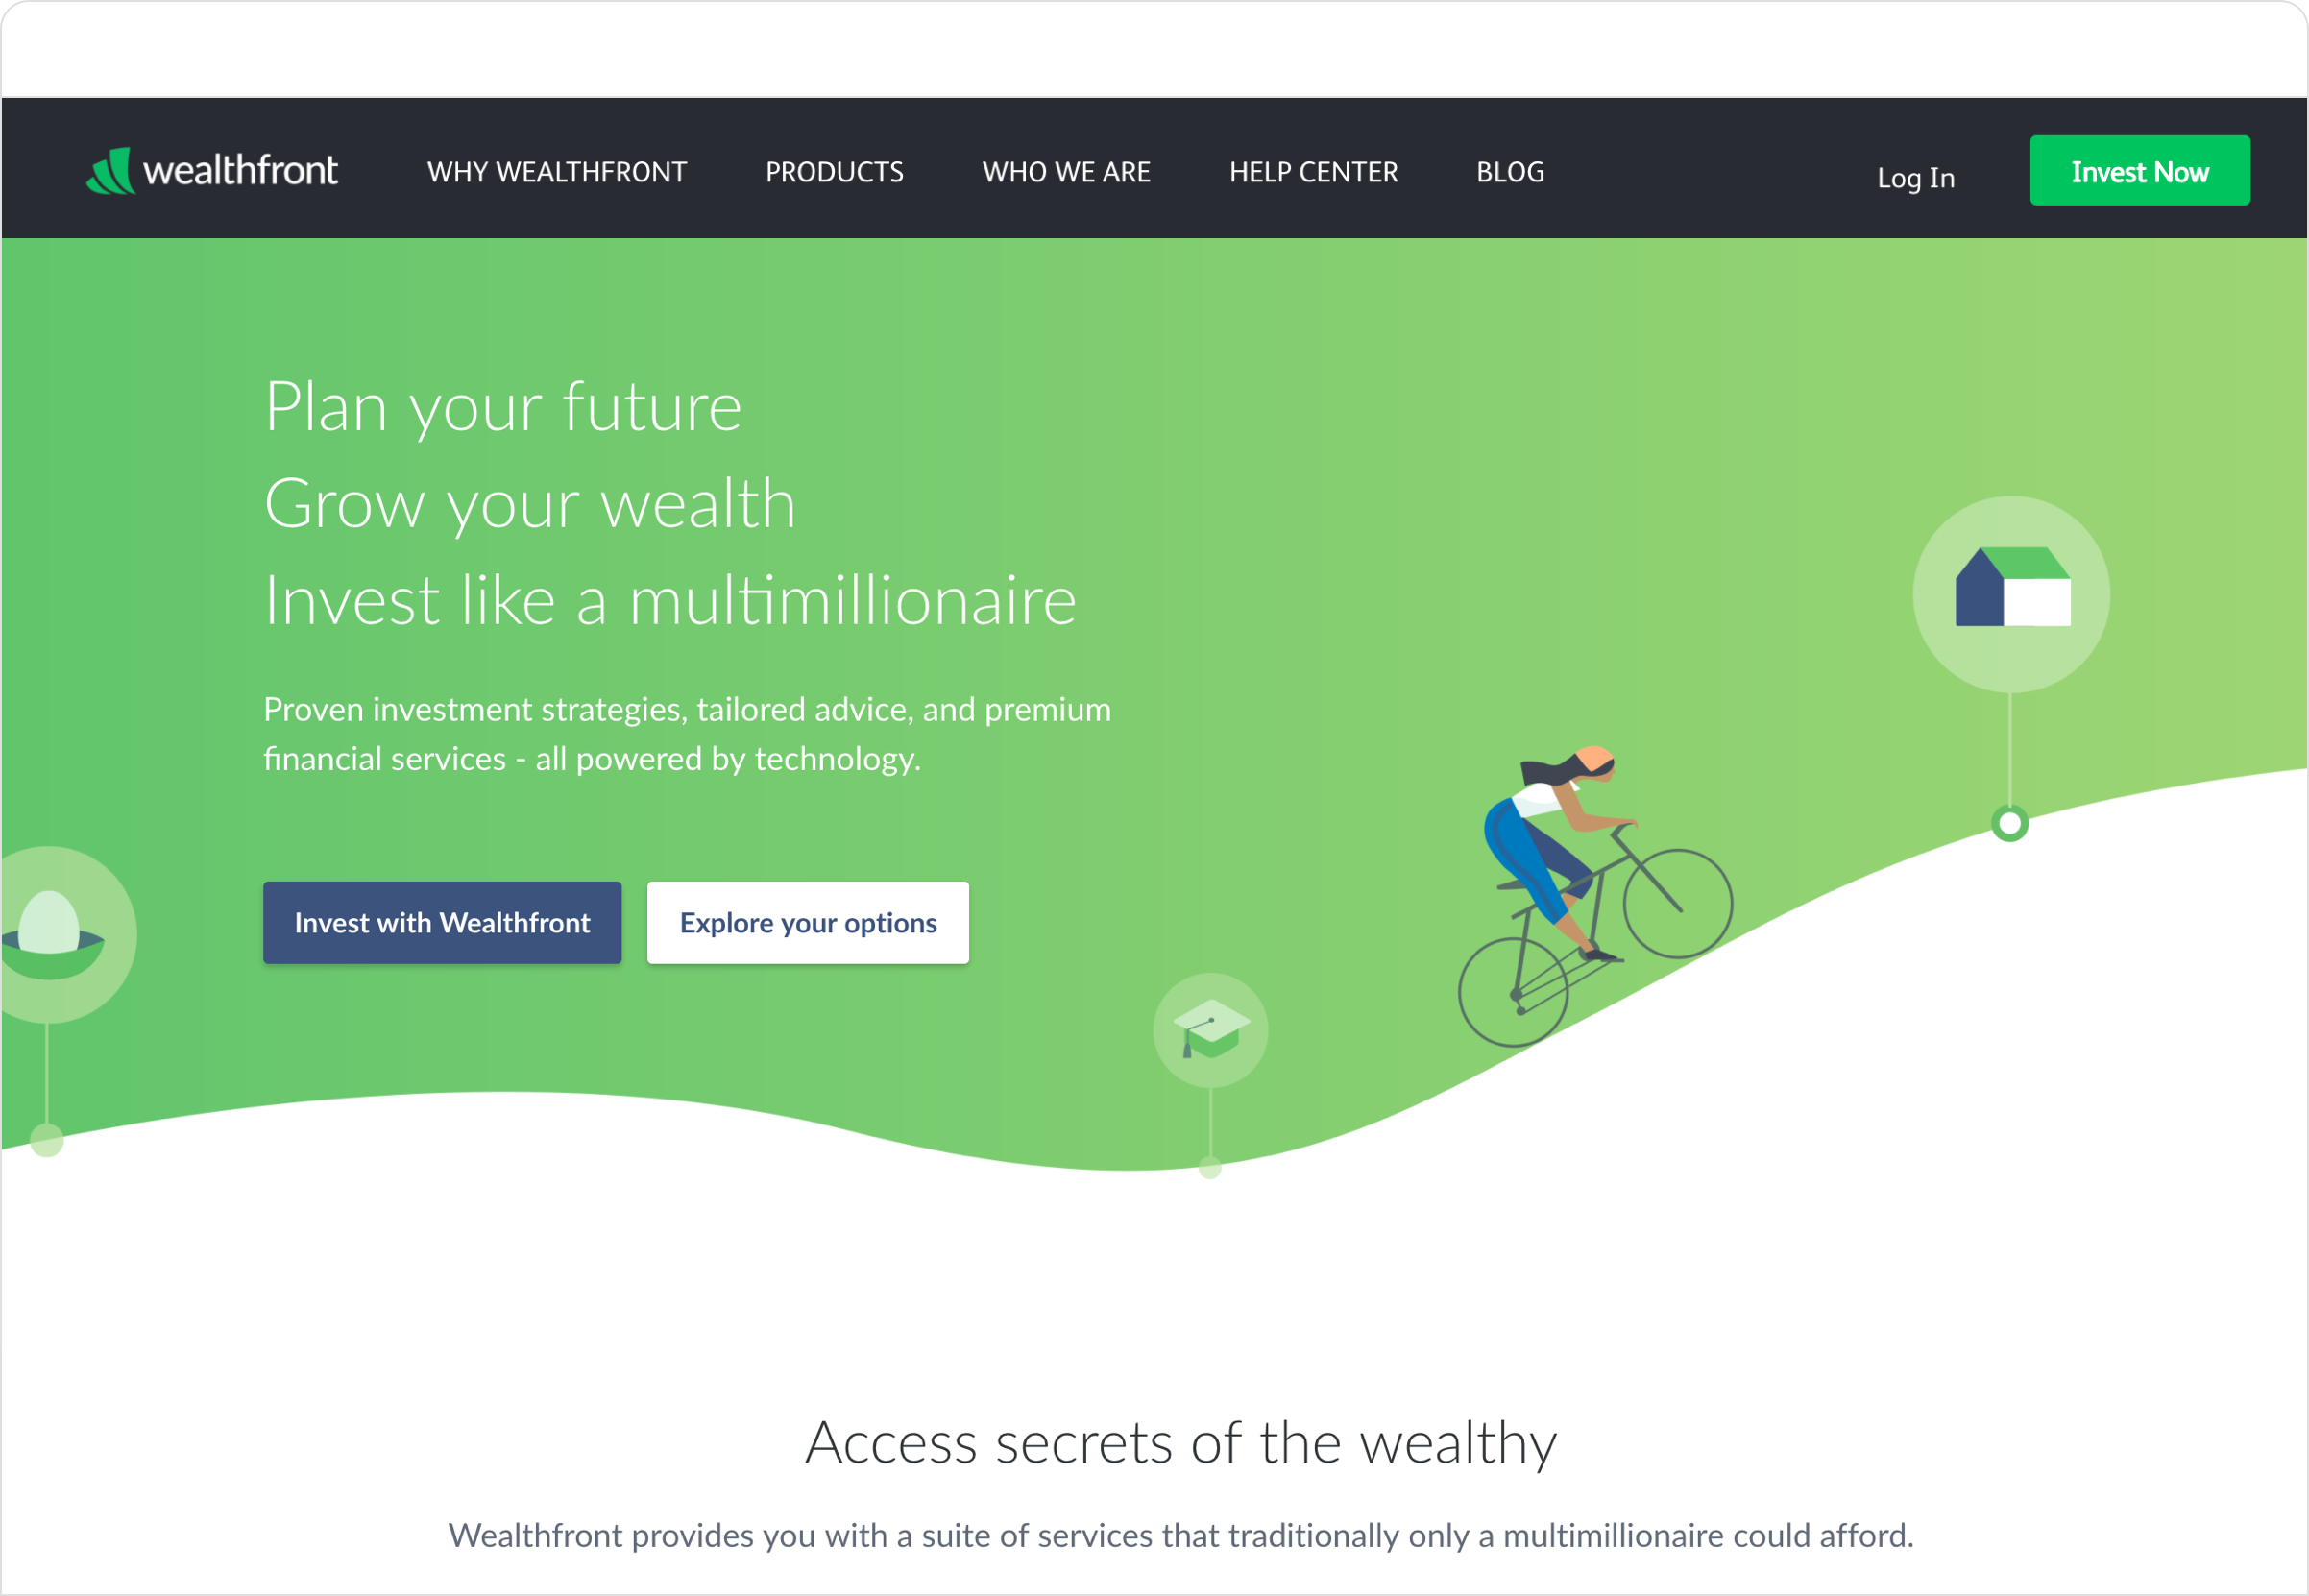 wealthfront
WHY WEALTHFRONT
PRODUCTS
WHO WE ARE
HELP CENTER
BLOG
Log In
Invest Now
Plan your future
Grow your wealth
Invest like a multimillionaire
Proven investment strategies, tailored advice, and premium
financial services - all powered by technology.
Invest with Wealthfront
Explore your options
Access secrets of the wealthy
Wealthfront provides you with a suite of services that traditionally only a multimillionaire could afford.